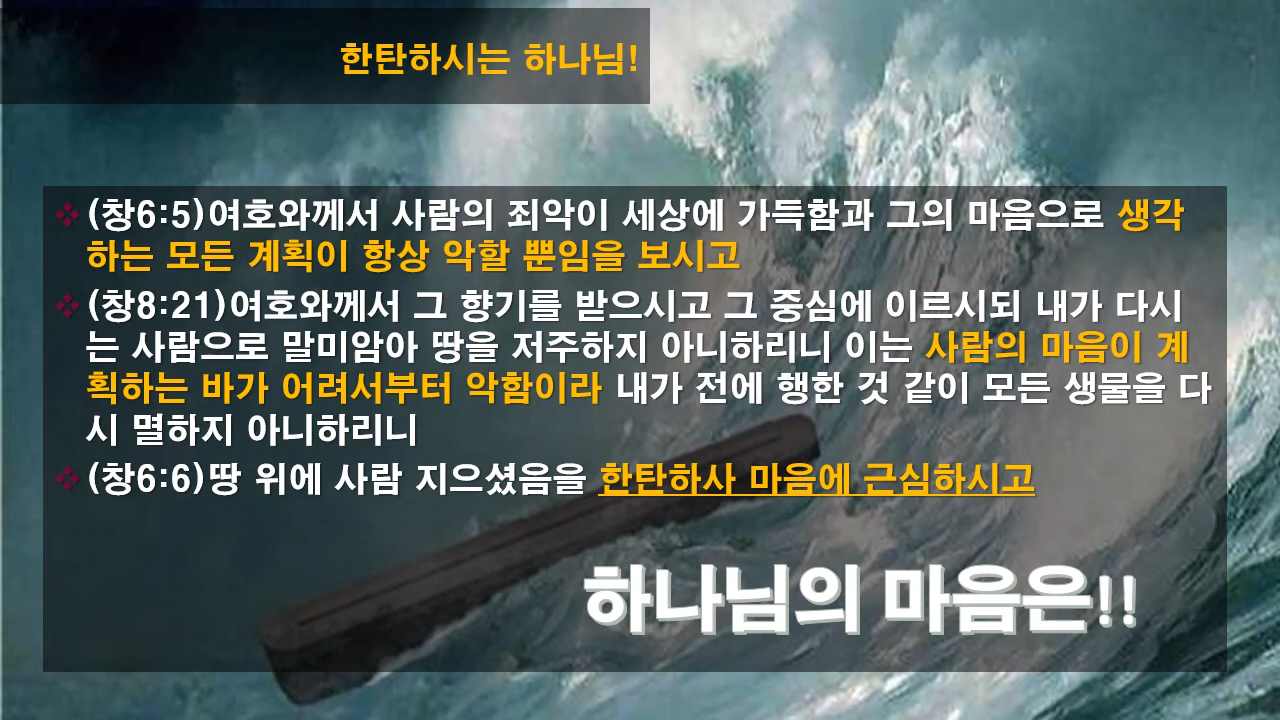 한탄하시는 하나님!
❖ (창6:5)여호와께서 사람의 죄악이 세상에 가득함과 그의 마음으로 생각
하는 모든 계획이 항상 악할 뿐임을 보시고
❖ (창8:21)여호와께서 그 향기를 받으시고 그 중심에 이르시되 내가 다시
는 사람으로 말미암아 땅을 저주하지 아니하리니 이는 사람의 마음이 계
획하는 바가 어려서부터 악함이라 내가 전에 행한 것 같이 모든 생물을 다
시 멸하지 아니하리니
❖ (창6:6)땅 위에 사람 지으셨음을 한탄하사 마음에 근심하시고
하나님의 마음은!!